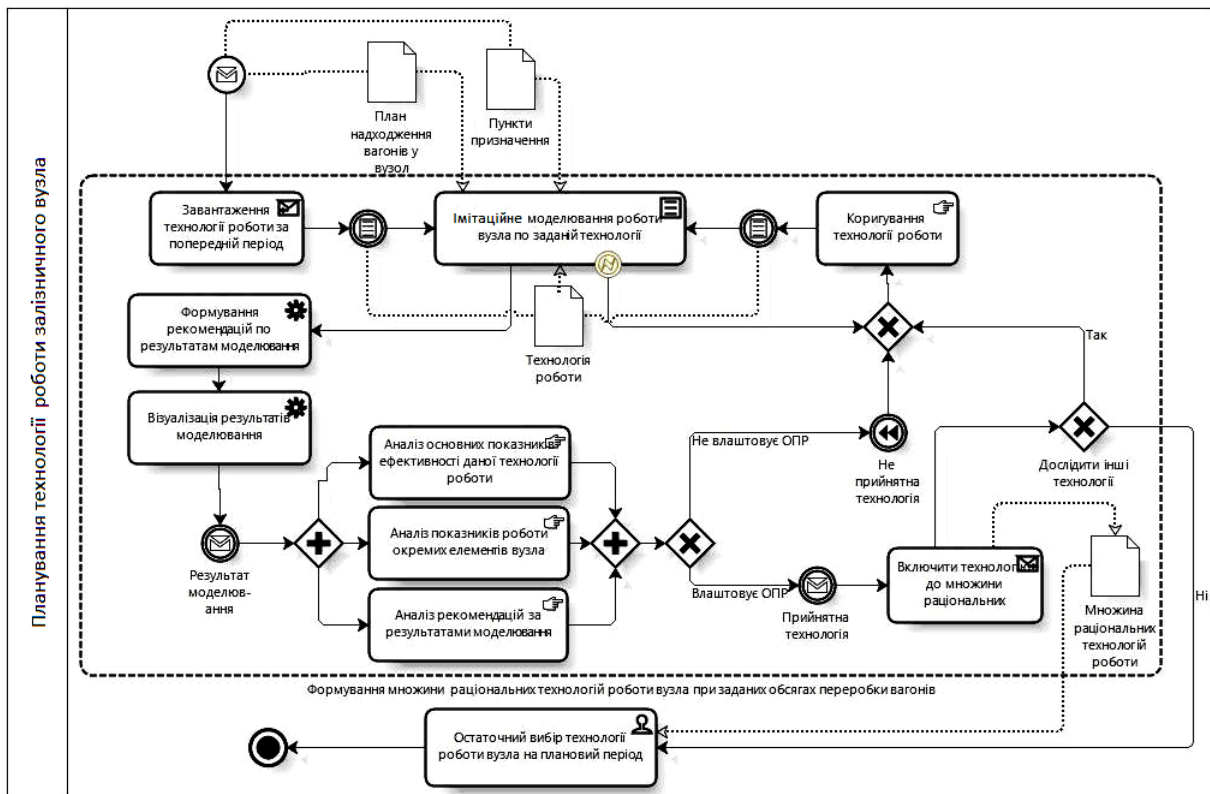 Планування технології роботи залізничного вузла
План
надходження
вагонів у
вузол
Пункти
призначення
Завантаження
технології роботи за
попередній період
Імітаційне моделювання роботи
вузла по заданій технології
Коригування
технології роботи
Формування
рекомендацій по
результатам моделювання
Технологія
роботи
Так
Візуалізація результатів
моделювання
Аналіз основних показників
ефективності даної технології
роботи
Не влаштовує ОПР
Не
прийнятна
технологія
Дослідити інші
технології
Аналіз показників роботи
окремих елементів вузла
Результат
моделюв-
ання
Аналіз рекомендацій за
результатами моделювання
Влаштовує ОПР
Прийнятна
технологія
Включити технологію
до множини
раціональних
Множина
раціональних
технологій
роботи
Ні
Формування множини раціональних технологій роботи вузла при заданих обсягах переробки вагонів
Остаточний вибір технології
роботи вузла на плановий період